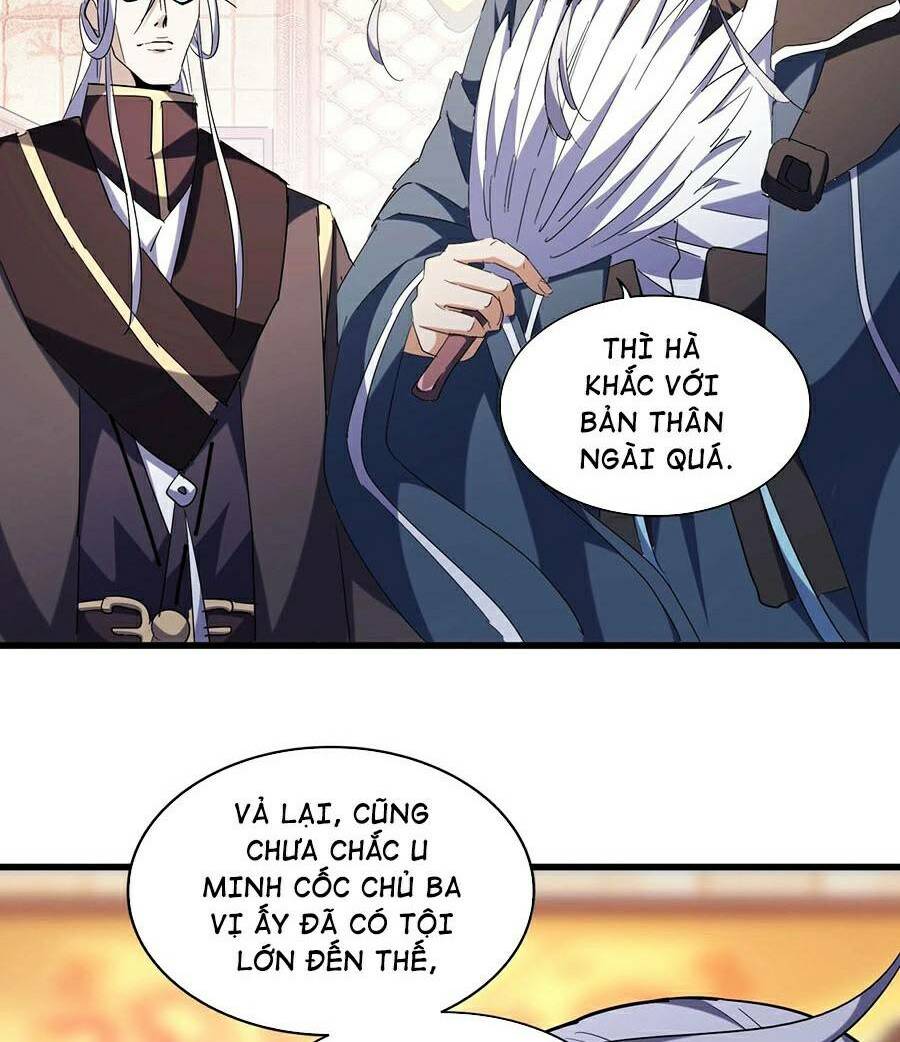 THÌ HÀ
KHẮC VỚI
BẢN THÂN
NGÀI QUÁ.
VẢ LẠI, CŨNG
CHƯA CHẮC U
MINH CỐC CHỦ BA
VỊ ẤY ĐÃ CÓ TỘI
LỚN ĐẾN THẾ,